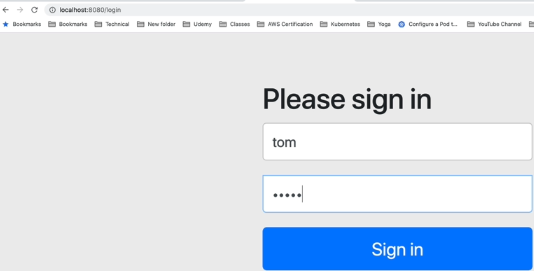 localhost:8080/login
Bookmarks Bookmarks Technical New folder Udemy Classes AWS Certification Kubernetes Yoga Configure a Pod t... YouTube Channel
Please sign in
tom
•••••
Sign in